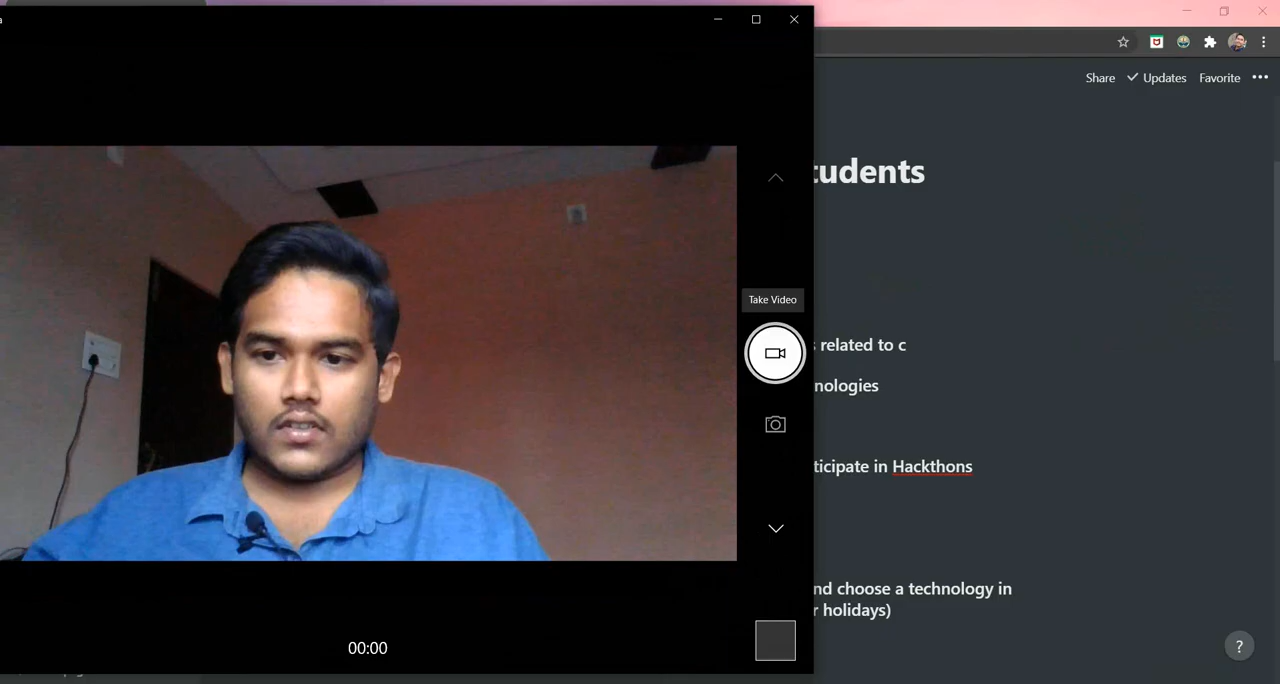 Share Updates Favorite
tudents
Take Video
related to c
nologies
ticipate in Hackthons
nd choose a technology in
r holidays)
00:00
?